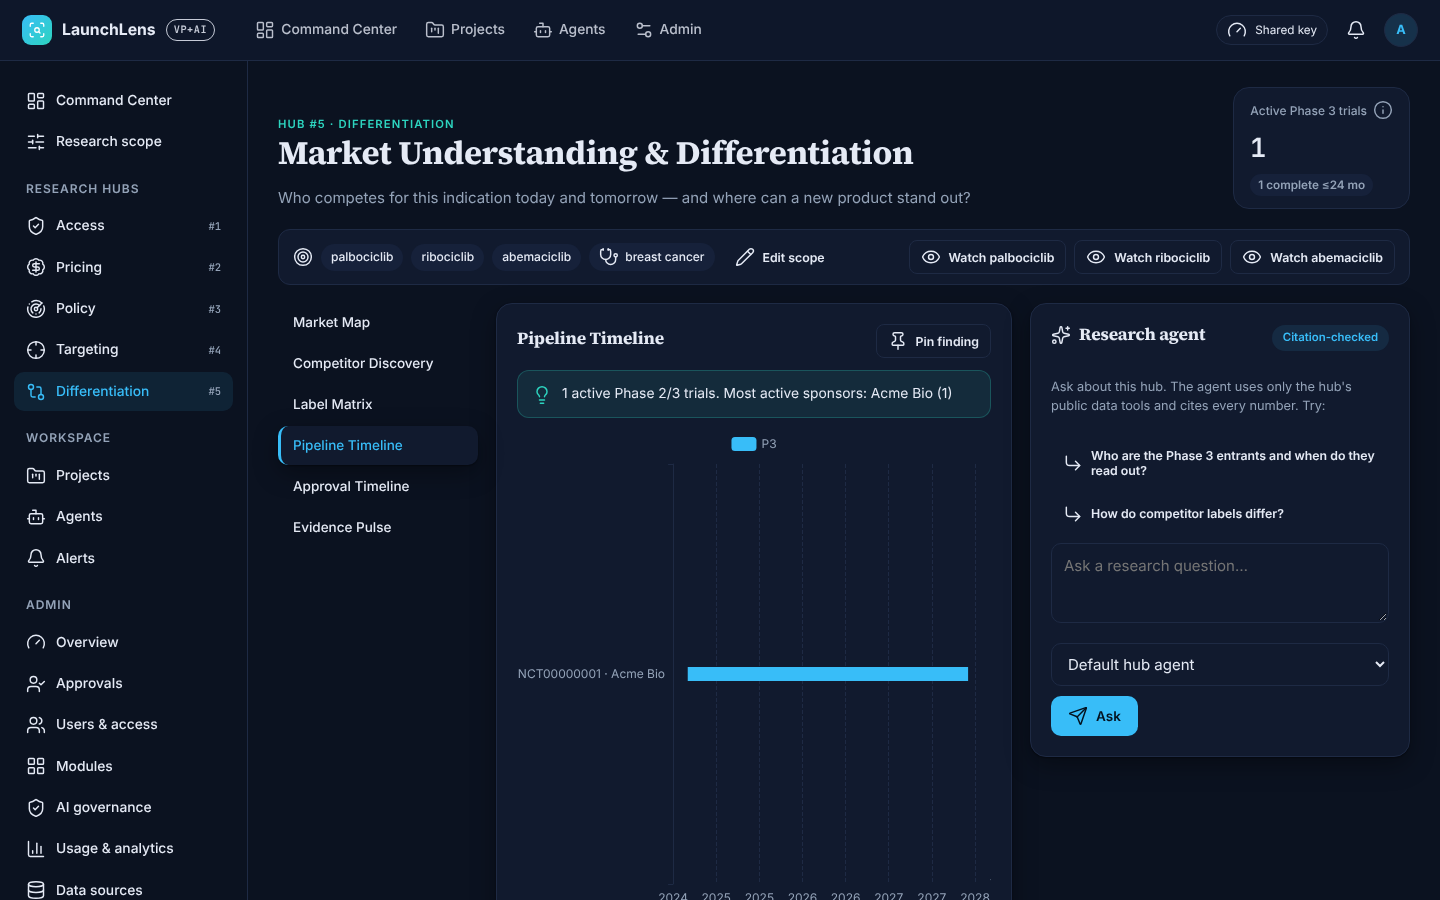 LaunchLens VP+AI
Command Center
Projects
Agents
Admin
Shared key
A
Command Center
Research scope
RESEARCH HUBS
Access #1
Pricing #2
Policy #3
Targeting #4
Differentiation #5
WORKSPACE
Projects
Agents
Alerts
ADMIN
Overview
Approvals
Users & access
Modules
AI governance
Usage & analytics
Data sources
HUB #5 · DIFFERENTIATION
Market Understanding & Differentiation
Who competes for this indication today and tomorrow — and where can a new product stand out?
Active Phase 3 trials
1
1 complete ≤24 mo
palbociclib
ribociclib
abemaciclib
breast cancer
Edit scope
Watch palbociclib
Watch ribociclib
Watch abemaciclib
Market Map
Competitor Discovery
Label Matrix
Pipeline Timeline
Approval Timeline
Evidence Pulse
Pipeline Timeline
Pin finding
1 active Phase 2/3 trials. Most active sponsors: Acme Bio (1)
P3
NCT00000001 · Acme Bio
2024 2025 2025 2026 2026 2027 2027 2028
Research agent
Citation-checked
Ask about this hub. The agent uses only the hub's
public data tools and cites every number. Try:
Who are the Phase 3 entrants and when do they
read out?
How do competitor labels differ?
Ask a research question...
Default hub agent
Ask